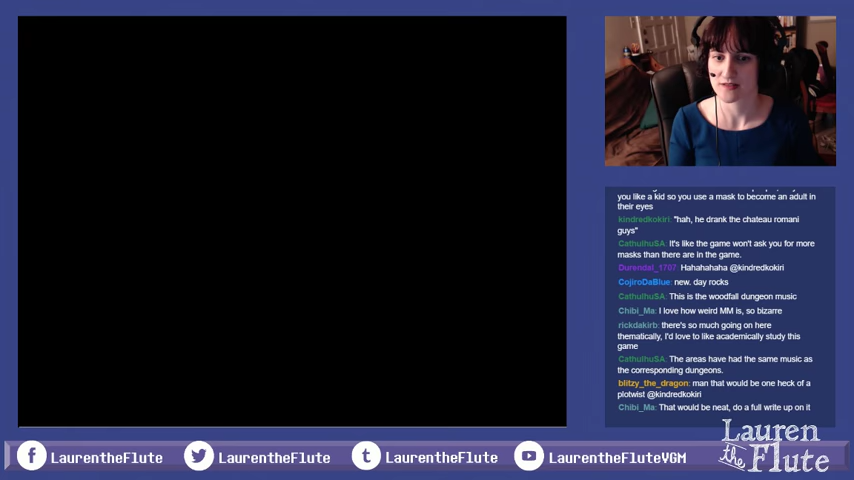 you like a kid so you use a mask to become an adult in
their eyes
kindredkokiri: "hah, he drank the chateau romani
guys"
CathulhuSA: It's like the game won't ask you for more
masks than there are in the game.
Durendal_1707: Hahahahaha @kindredkokiri
CojiroDaBlue: new. day rocks
CathulhuSA: This is the woodfall dungeon music
Chibi_Ma: I love how weird MM is, so bizarre
rickdakirb: there's so much going on here
thematically, I'd love to like academically study this
game
CathulhuSA: The areas have had the same music as
the corresponding dungeons.
blitzy_the_dragon: man that would be one heck of a
plotwist @kindredkokiri
Chibi_Ma: That would be neat, do a full write up on it
Lauren
the Flute
LaurentheFlute
LaurentheFlute
LaurentheFlute
LaurentheFluteVGM